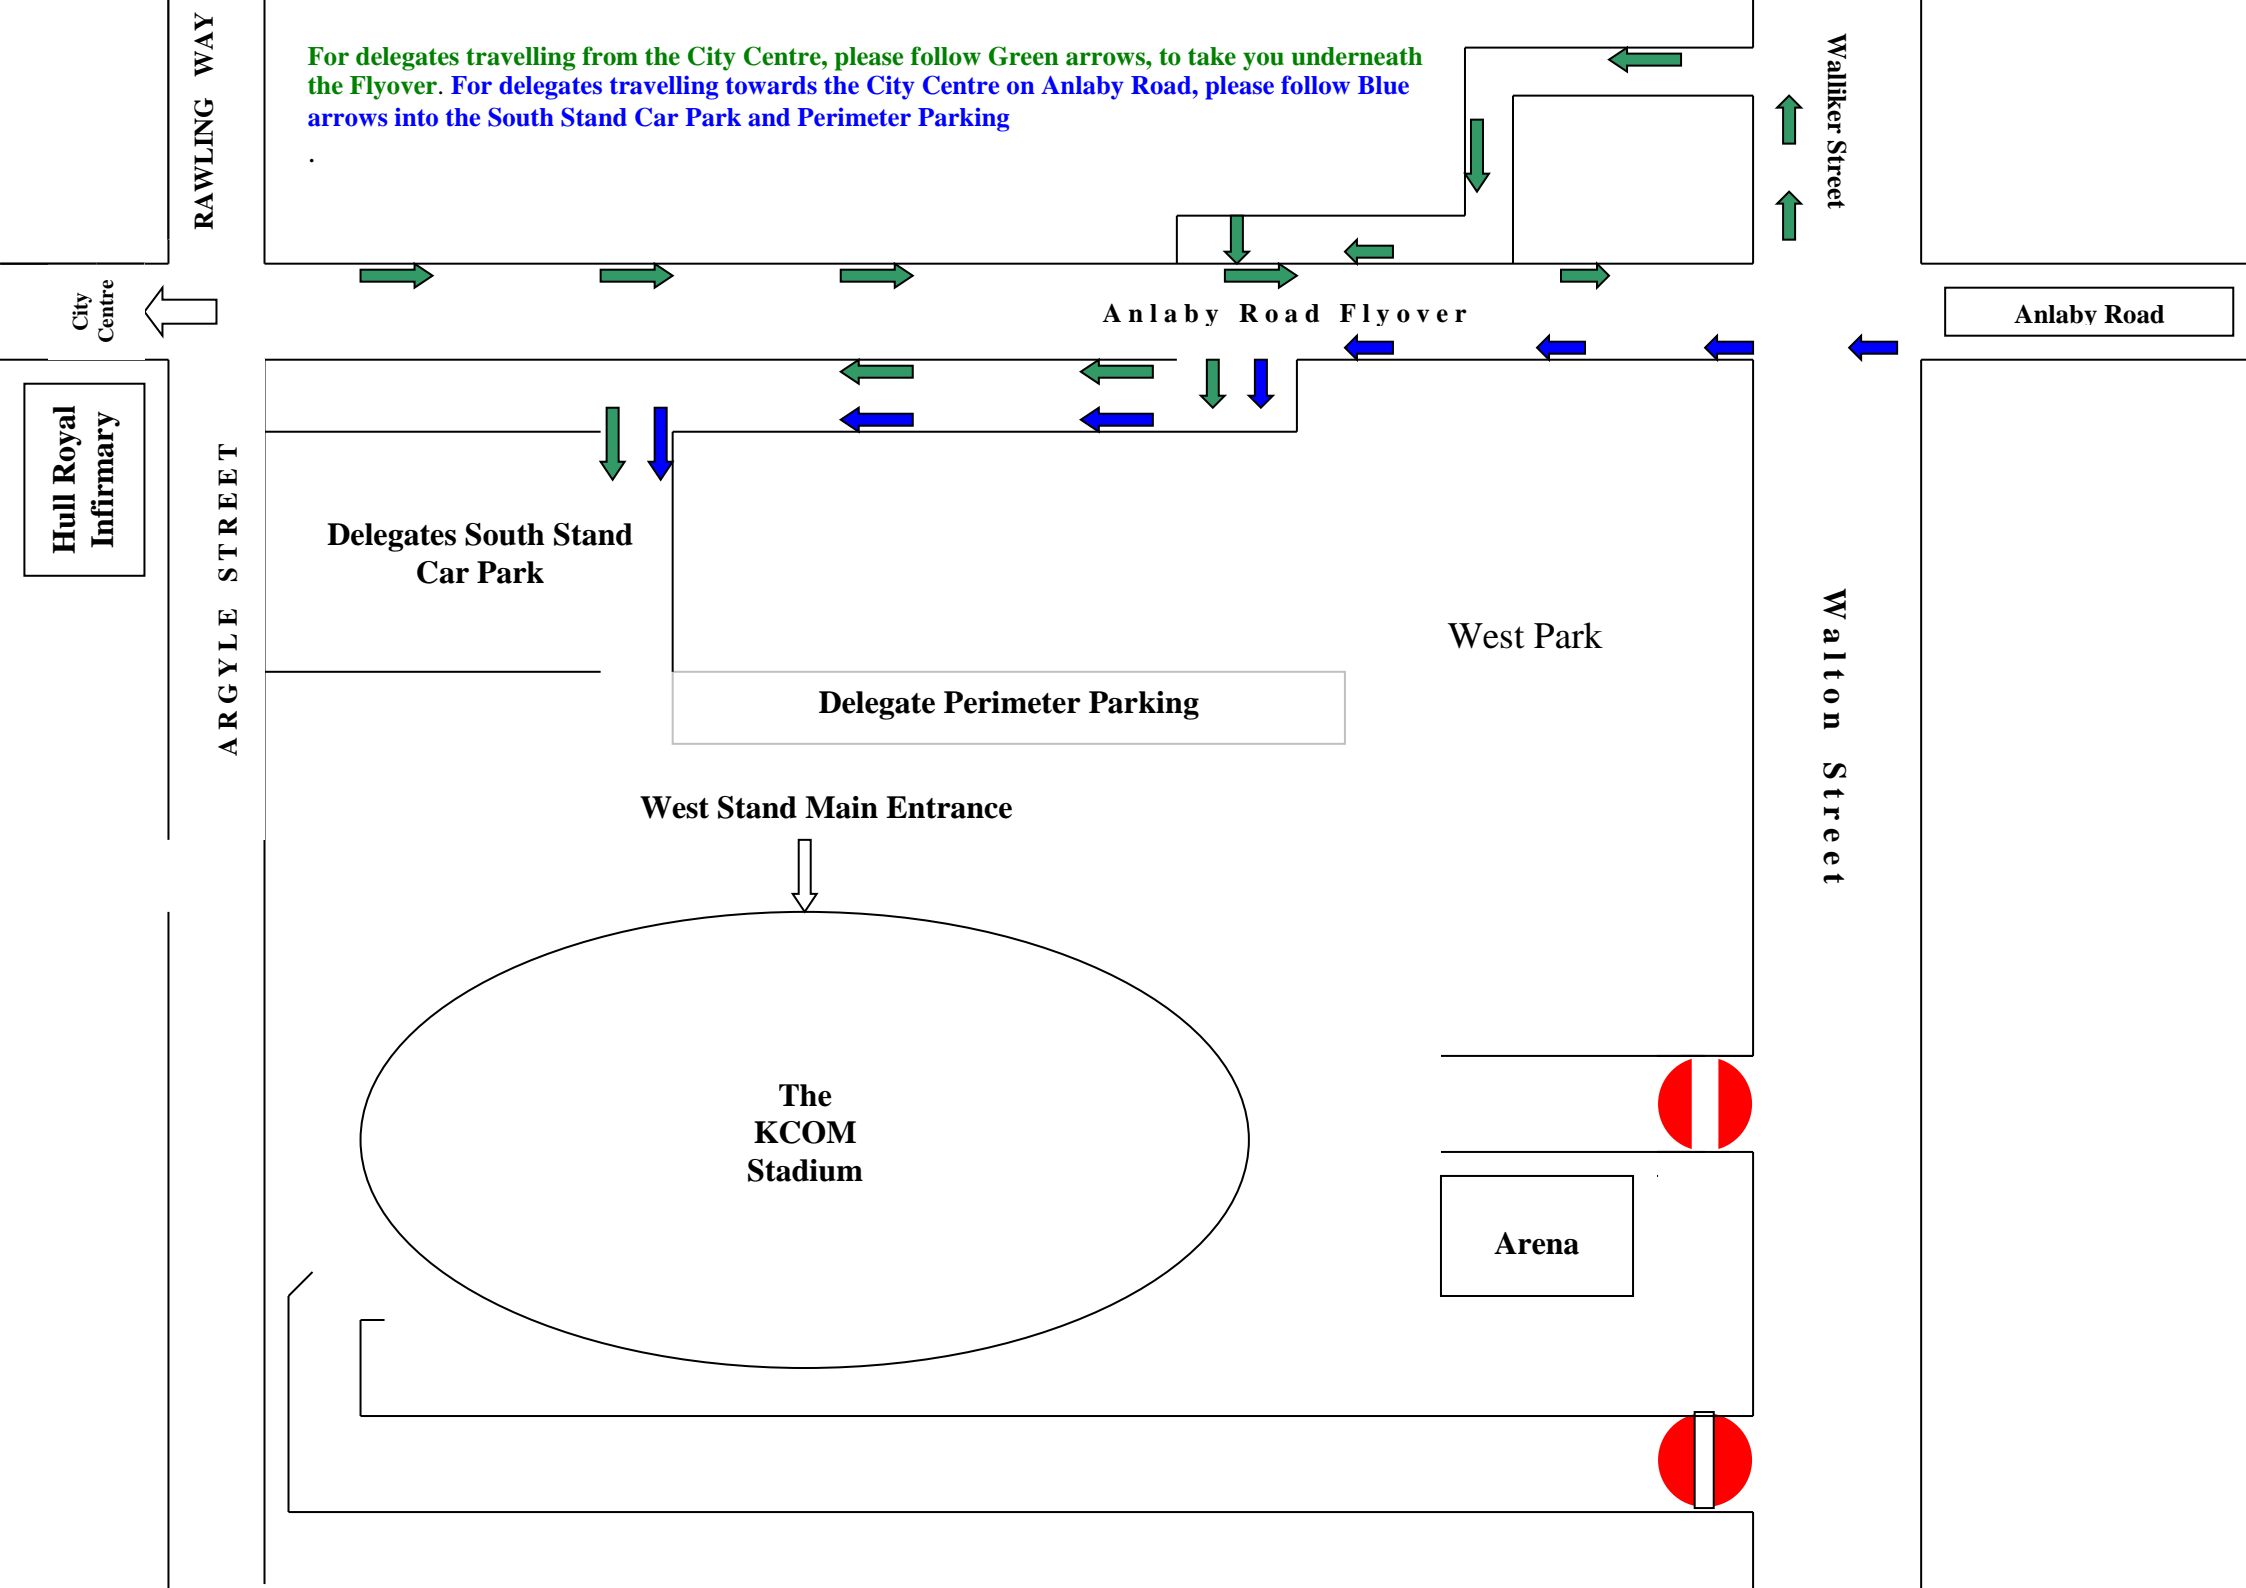 RAWLING WAY
For delegates travelling from the City Centre, please follow Green arrows, to take you underneath
the Flyover. For delegates travelling towards the City Centre on Anlaby Road, please follow Blue
arrows into the South Stand Car Park and Perimeter Parking
.
Walliker Street
City
Centre
Anlaby Road Flyover
Anlaby Road
Hull Royal
Infirmary
ARGYLE STREET
Delegates South Stand
Car Park
West Park
Walton Street
Delegate Perimeter Parking
West Stand Main Entrance
The
KCOM
Stadium
Arena